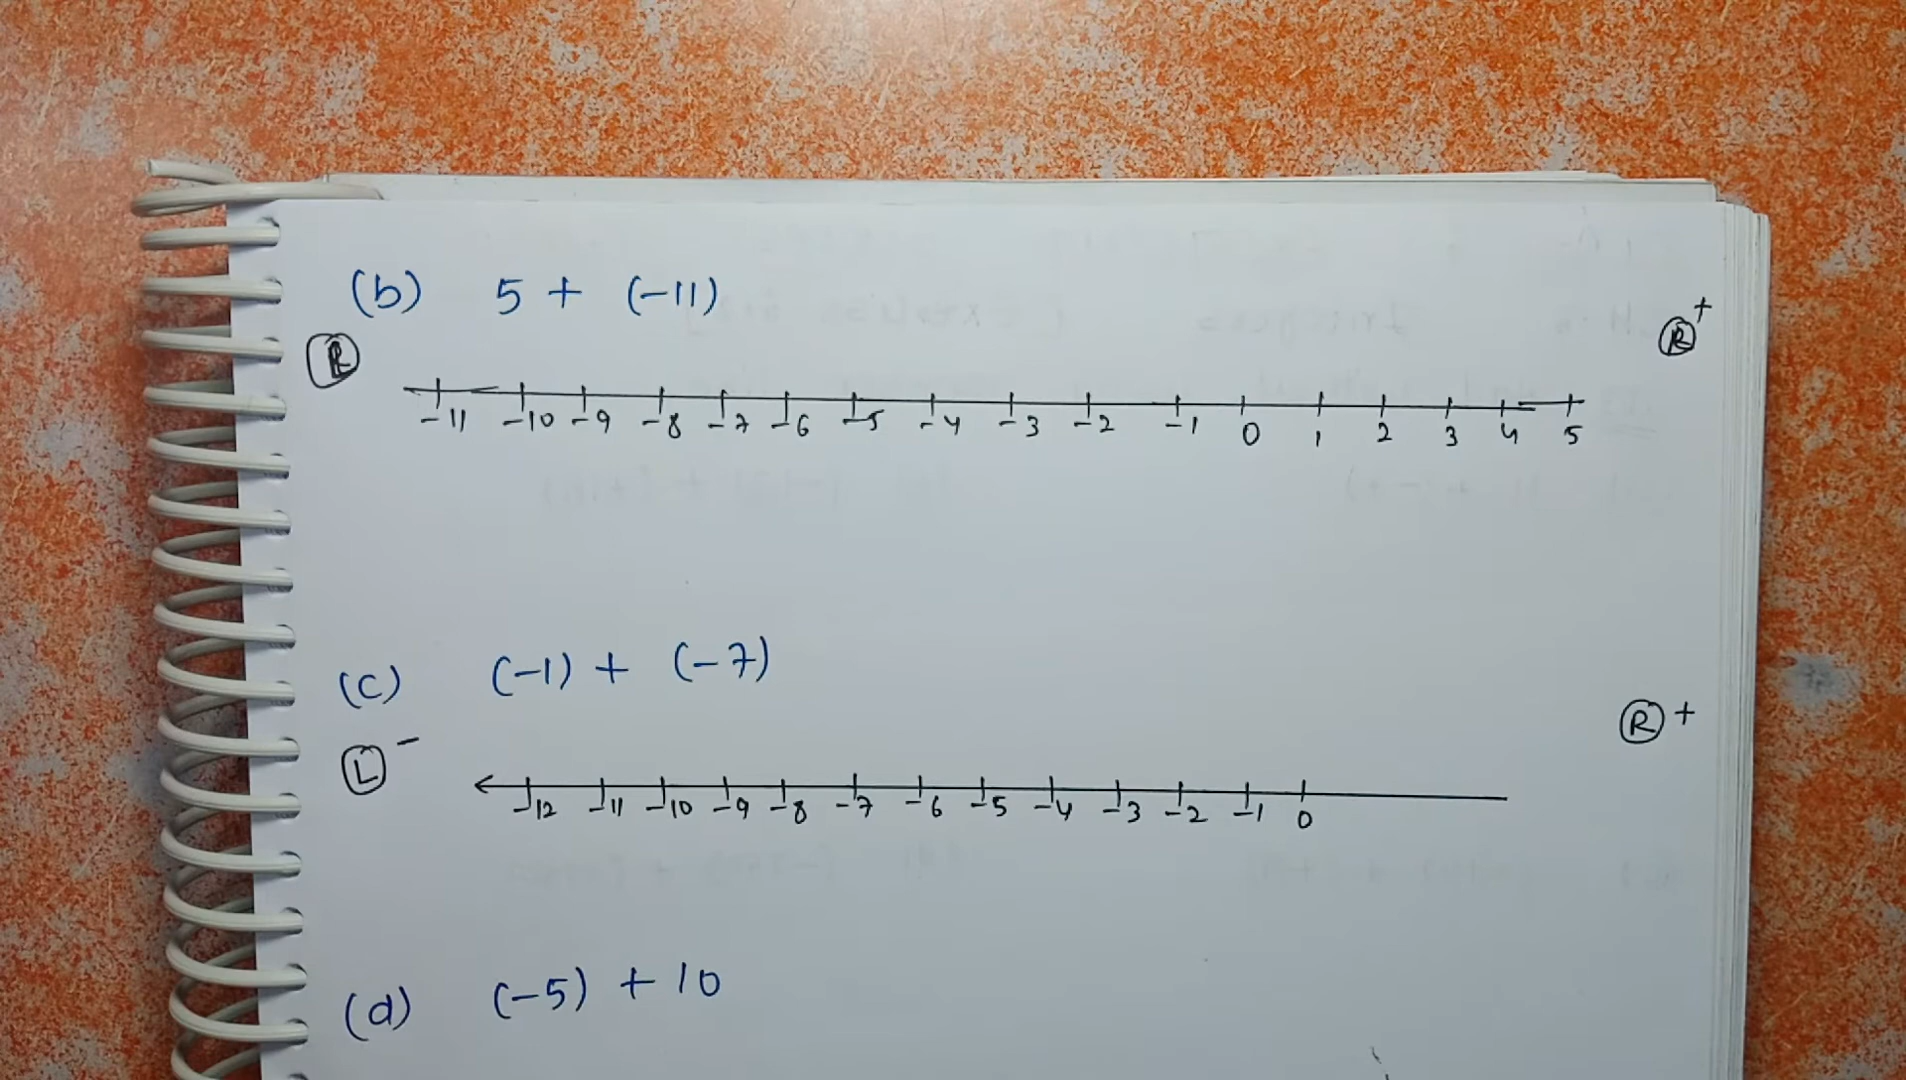 (b) 5 + (-11)
R R +
-11 -10 -9 -8 -7 -6 -5 -4 -3 -2 -1 0 1 2 3 4 5
(c) (-1) + (-7)
L - R +
-12 -11 -10 -9 -8 -7 -6 -5 -4 -3 -2 -1 0
(d) (-5) + 10